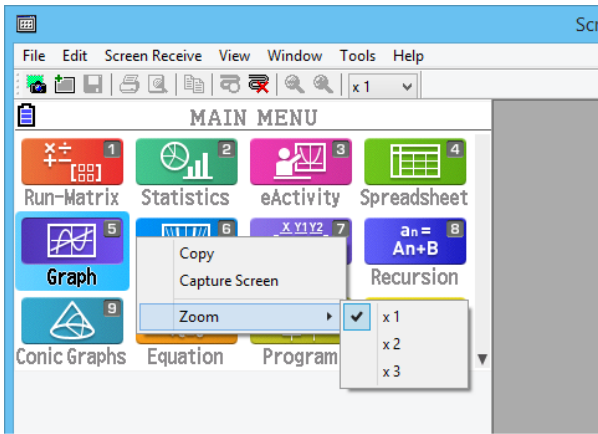 Scr
File Edit Screen Receive View Window Tools Help
x 1
MAIN MENU
×÷ +− [88] 1 2 3 4
Run-Matrix Statistics eActivity Spreadsheet
5 6 X Y1Y2 7 an= An+B 8
Graph Recursion
Copy
Capture Screen
Zoom
x 1
x 2
x 3
9
Conic Graphs Equation Program